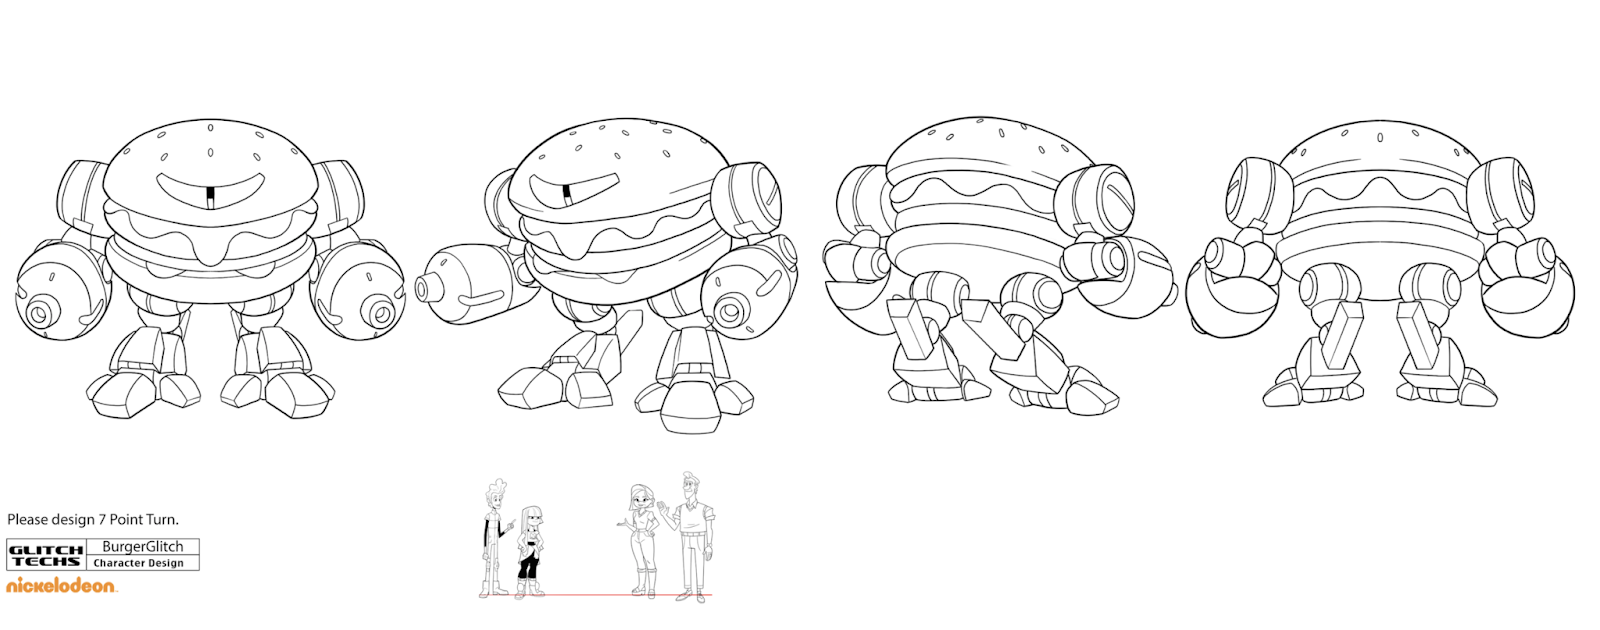 Please design 7 Point Turn.
GLITCH TECHS
BurgerGlitch
Character Design
nickelodeon